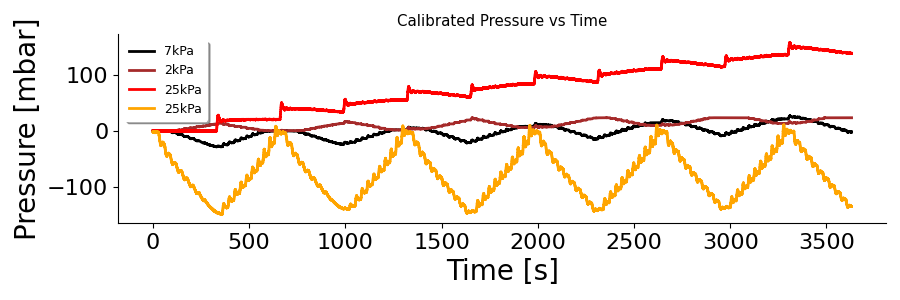 Calibrated Pressure vs Time
Pressure [mbar]
100
0
−100
7kPa
2kPa
25kPa
25kPa
0 500 1000 1500 2000 2500 3000 3500
Time [s]